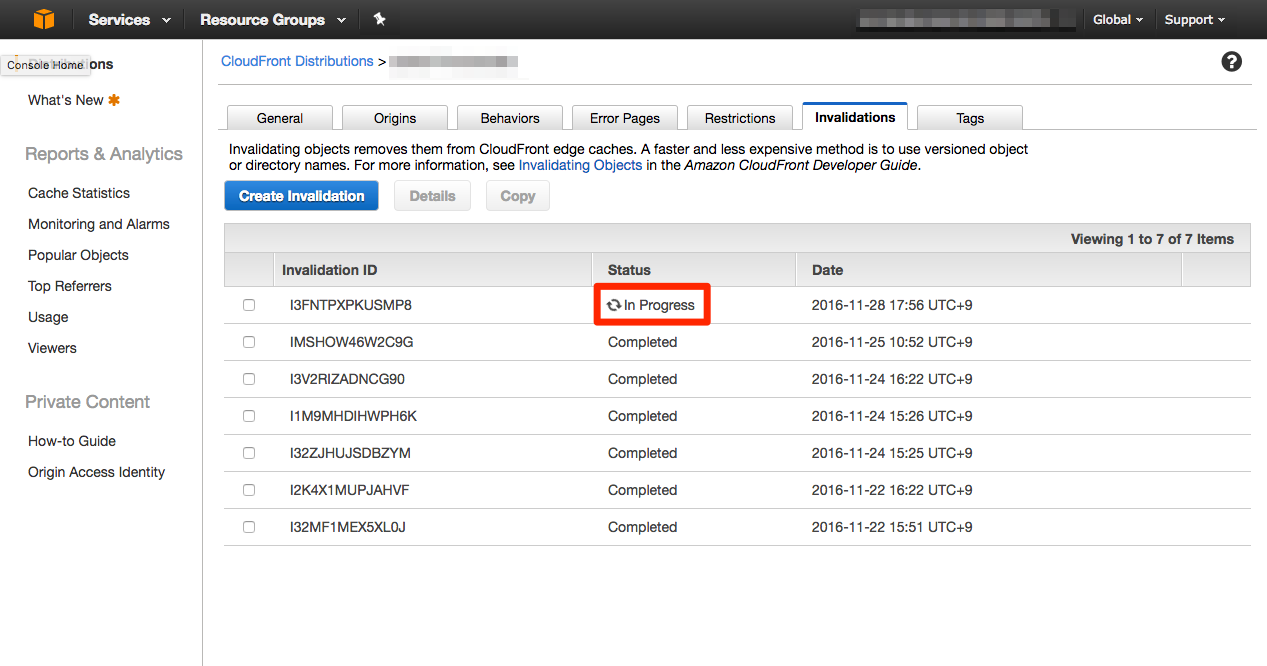 Services Resource Groups Global Support
Distributions
Console Home
What's New
Reports & Analytics
Cache Statistics
Monitoring and Alarms
Popular Objects
Top Referrers
Usage
Viewers
Private Content
How-to Guide
Origin Access Identity
CloudFront Distributions >
?
General Origins Behaviors Error Pages Restrictions Invalidations Tags
Invalidating objects removes them from CloudFront edge caches. A faster and less expensive method is to use versioned object
or directory names. For more information, see Invalidating Objects in the Amazon CloudFront Developer Guide.
Create Invalidation Details Copy
Viewing 1 to 7 of 7 Items
Invalidation ID Status Date
I3FNTPXPKUSMP8 In Progress 2016-11-28 17:56 UTC+9
IMSHOW46W2C9G Completed 2016-11-25 10:52 UTC+9
I3V2RIZADNCG90 Completed 2016-11-24 16:22 UTC+9
I1M9MHDIHWPH6K Completed 2016-11-24 15:26 UTC+9
I32ZJHUJSDBZYM Completed 2016-11-24 15:25 UTC+9
I2K4X1MUPJAHVF Completed 2016-11-22 16:22 UTC+9
I32MF1MEX5XL0J Completed 2016-11-22 15:51 UTC+9